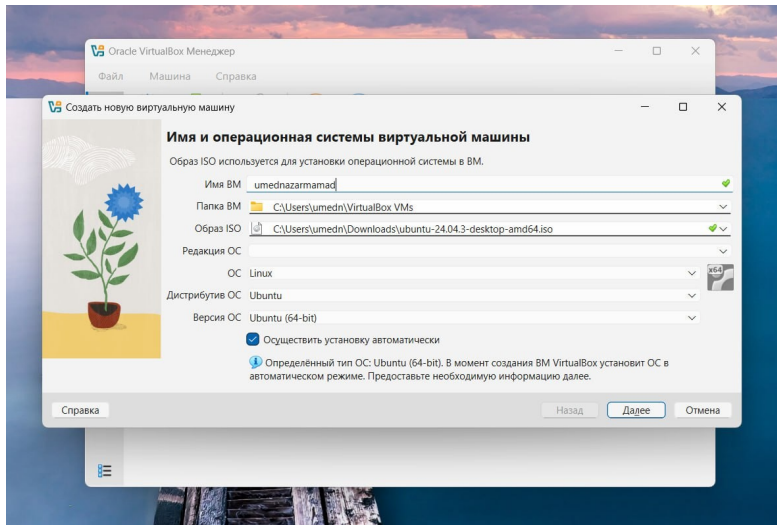 Oracle VirtualBox Менеджер
Файл Машина Справка
Создать новую виртуальную машину
Имя и операционная системы виртуальной машины
Образ ISO используется для установки операционной системы в ВМ.
Имя ВМ umednazarmamad
Папка ВМ C:\Users\umedn\VirtualBox VMs
Образ ISO C:\Users\umedn\Downloads\ubuntu-24.04.3-desktop-amd64.iso
Редакция ОС
ОС Linux
x64
Дистрибутив ОС Ubuntu
Версия ОС Ubuntu (64-bit)
Осуществить установку автоматически
Определённый тип ОС: Ubuntu (64-bit). В момент создания ВМ VirtualBox установит ОС в
автоматическом режиме. Предоставьте необходимую информацию далее.
Справка Назад Далее Отмена